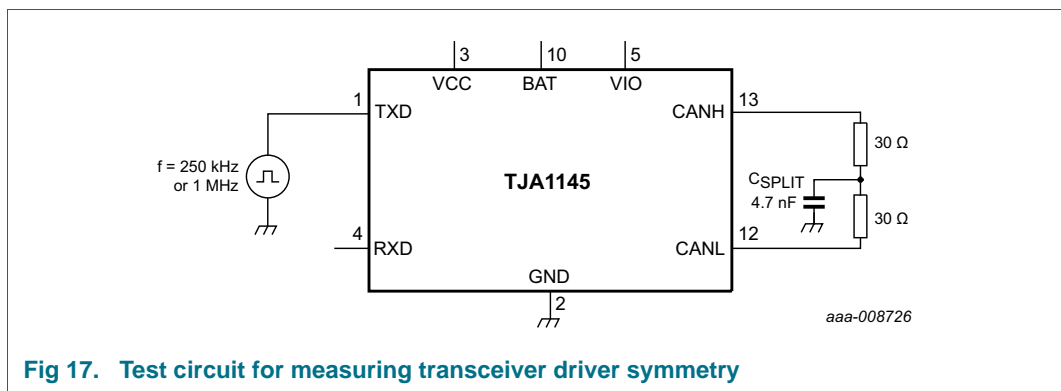 3
10
5
VCC
BAT
VIO
1
TXD
CANH
13
30 Ω
f = 250 kHz
or 1 MHz
TJA1145
CSPLIT
4.7 nF
30 Ω
4
RXD
CANL
12
GND
2
aaa-008726
Fig 17. Test circuit for measuring transceiver driver symmetry